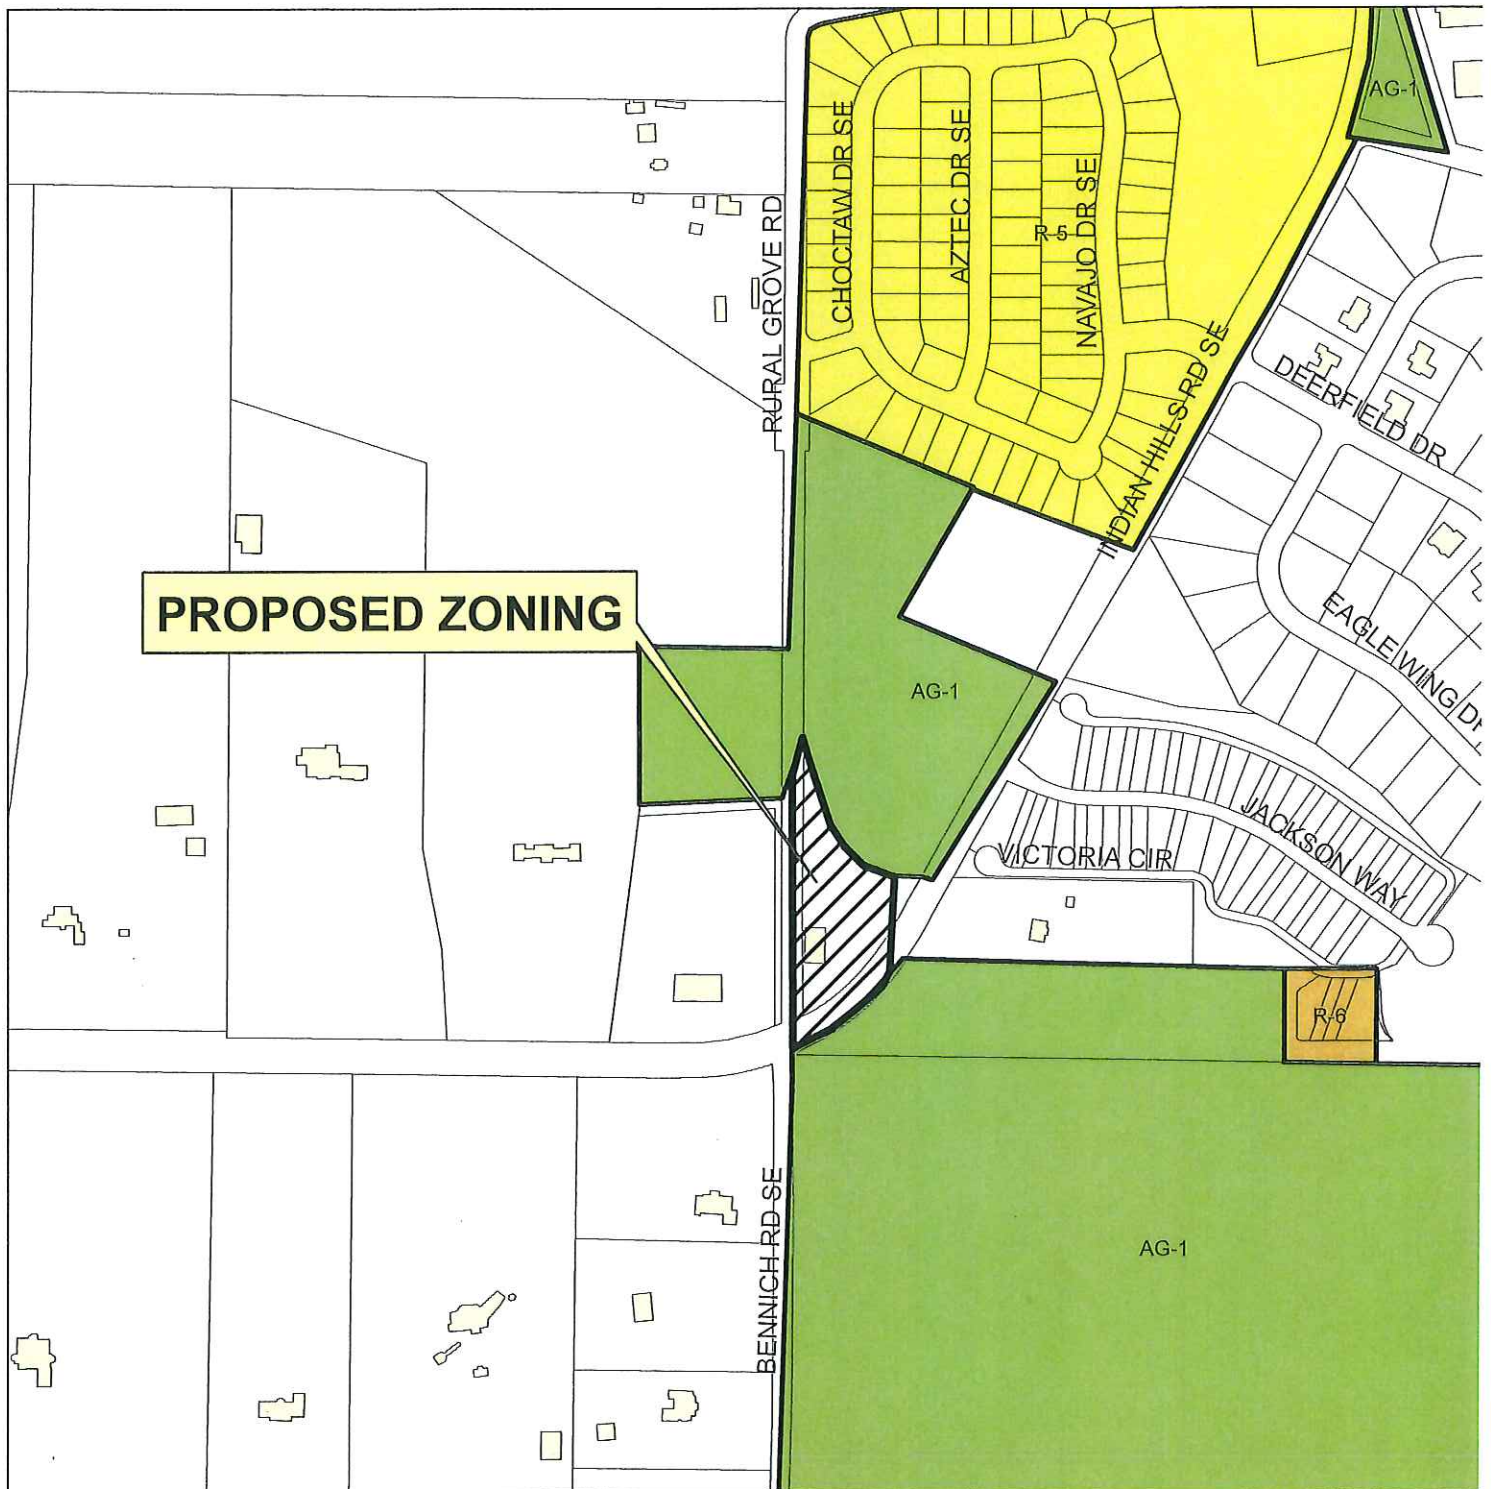 AG-1
CHOCTAW DR SE
AZTEC DR SE
NAVAJO DR SE
R-5
RURAL GROVE RD
INDIAN HILLS RD SE
DEERFIELD DR
PROPOSED ZONING
EAGLE WING DR
AG-1
JACKSON WAY
VICTORIA CIR
R-6
BENNICH RD SE
AG-1